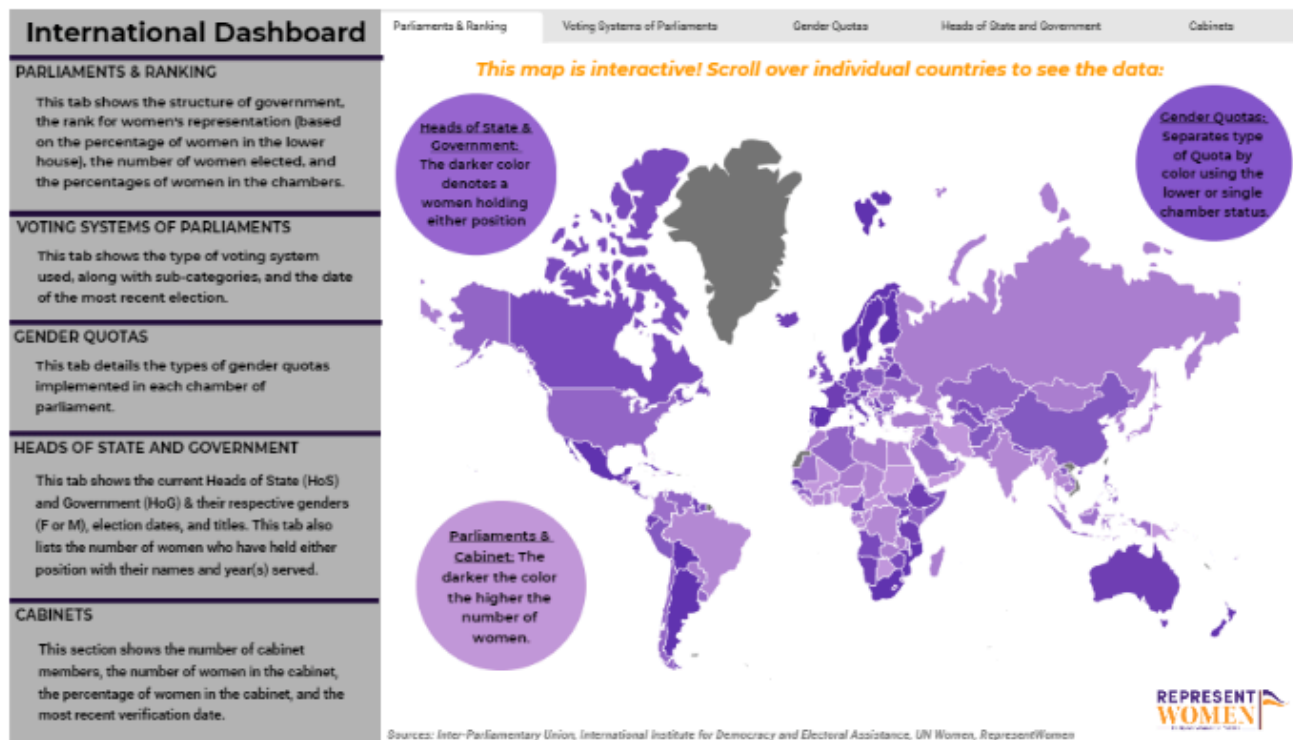 International Dashboard
PARLIAMENTS & RANKING
This tab shows the structure of government,
the rank for women's representation (based
on the percentage of women in the lower
house), the number of women elected, and
the percentages of women in the chambers.
VOTING SYSTEMS OF PARLIAMENTS
This tab shows the type of voting system
used, along with sub-categories, and the date
of the most recent election.
GENDER QUOTAS
This tab details the types of gender quotas
implemented in each chamber of
parliament.
HEADS OF STATE AND GOVERNMENT
This tab shows the current Heads of State (HoS)
and Government (HoG) & their respective genders
(F or M), election dates, and titles. This tab also
lists the number of women who have held either
position with their names and year(s) served.
CABINETS
This section shows the number of cabinet
members, the number of women in the cabinet,
the percentage of women in the cabinet, and the
most recent verification date.
Parliaments & Ranking
Voting Systems of Parliaments
Gender Quotas
Heads of State and Government
Cabinets
This map is interactive! Scroll over individual countries to see the data:
Heads of State &
Government:
The darker color
denotes a
women holding
either position
Gender Quotas:
Separates type
of Quota by
color using the
lower or single
chamber status.
Parliaments &
Cabinet: The
darker the color
the higher the
number of
women.
REPRESENT
WOMEN
Sources: Inter-Parliamentary Union, International Institute for Democracy and Electoral Assistance, UN Women, RepresentWomen